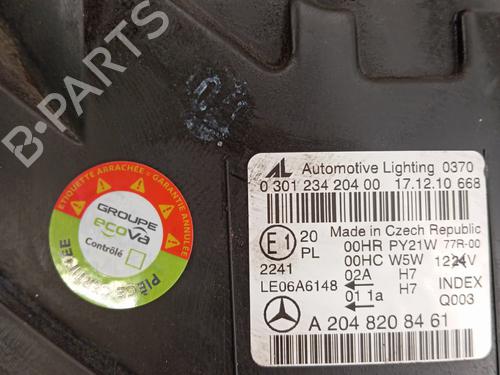 B-PARTS
ETIQUETTE ARRACHÉE = GARANTIE ANNULÉE
GROUPE
ecova
Contrôlé
PIÈCE
Automotive Lighting 0370
0 301 234 204 00 17.12.10 668
Made in Czech Republic
E1 20 00HR PY21W 77R-00
PL 00HC W5W 12V
2241 02A H7
LE06A6148 01 1a H7 INDEX
Q003
A 204 820 84 61